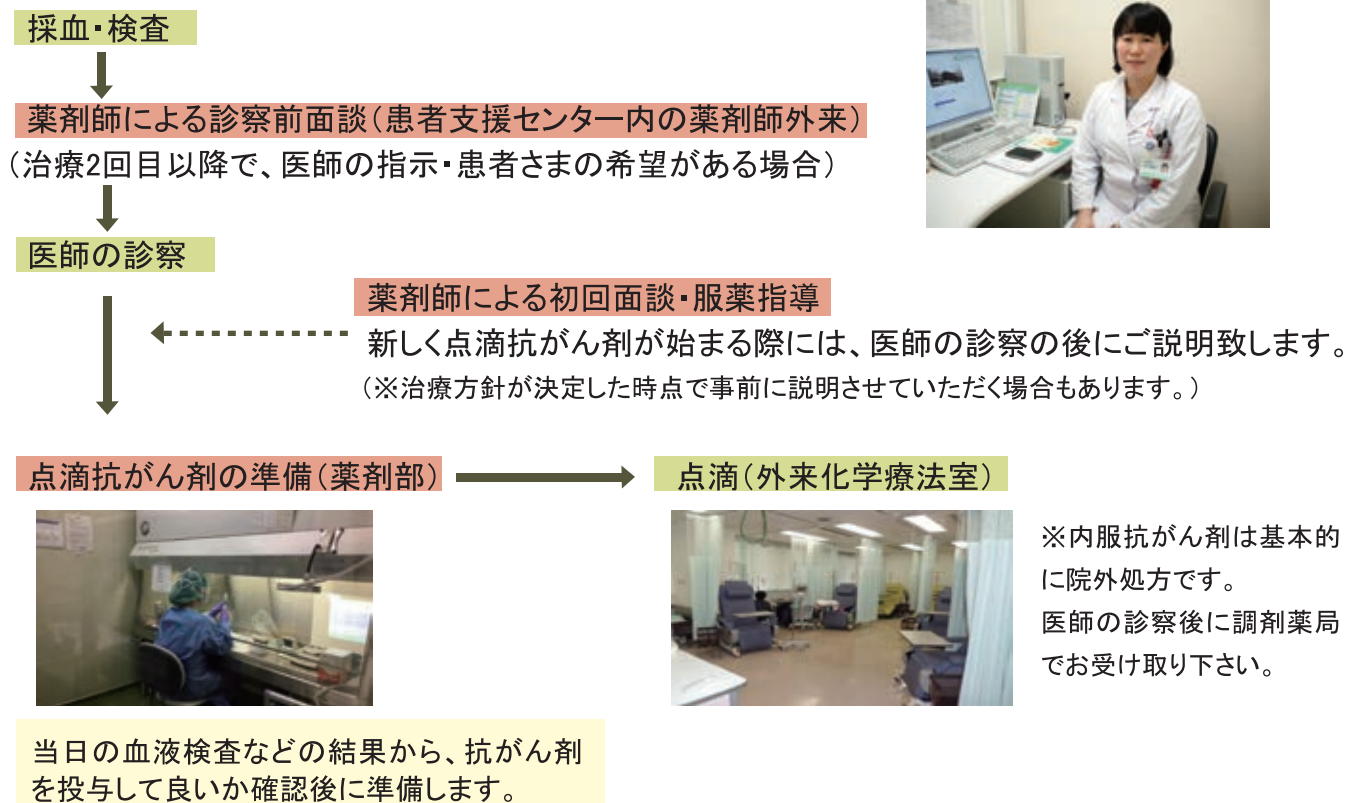 採血・検査
薬剤師による診察前面談(患者支援センター内の薬剤師外来)
(治療2回目以降で、医師の指示・患者さまの希望がある場合)
医師の診察
薬剤師による初回面談・服薬指導
新しく点滴抗がん剤が始まる際には、医師の診察の後にご説明致します。
(※治療方針が決定した時点で事前に説明させていただく場合もあります。)
点滴抗がん剤の準備(薬剤部)
点滴(外来化学療法室)
※内服抗がん剤は基本的
に院外処方です。
医師の診察後に調剤薬局
でお受け取り下さい。
当日の血液検査などの結果から、抗がん剤
を投与して良いか確認後に準備します。